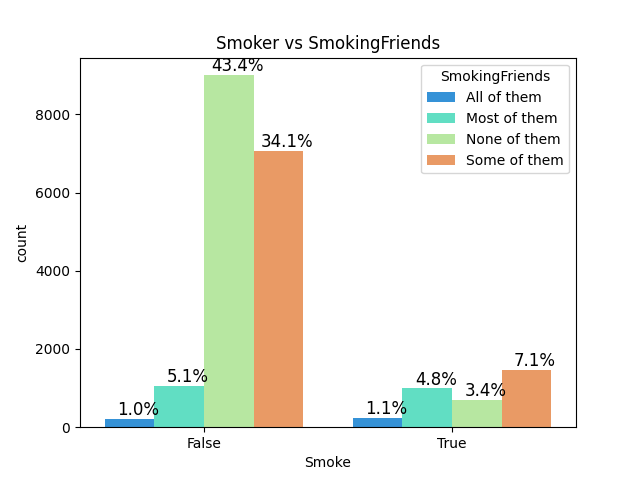 Smoker vs SmokingFriends
43.4%
34.1%
5.1%
1.0%
1.1%
4.8%
3.4%
7.1%
SmokingFriends
All of them
Most of them
None of them
Some of them
count
8000
6000
4000
2000
0
False
True
Smoke